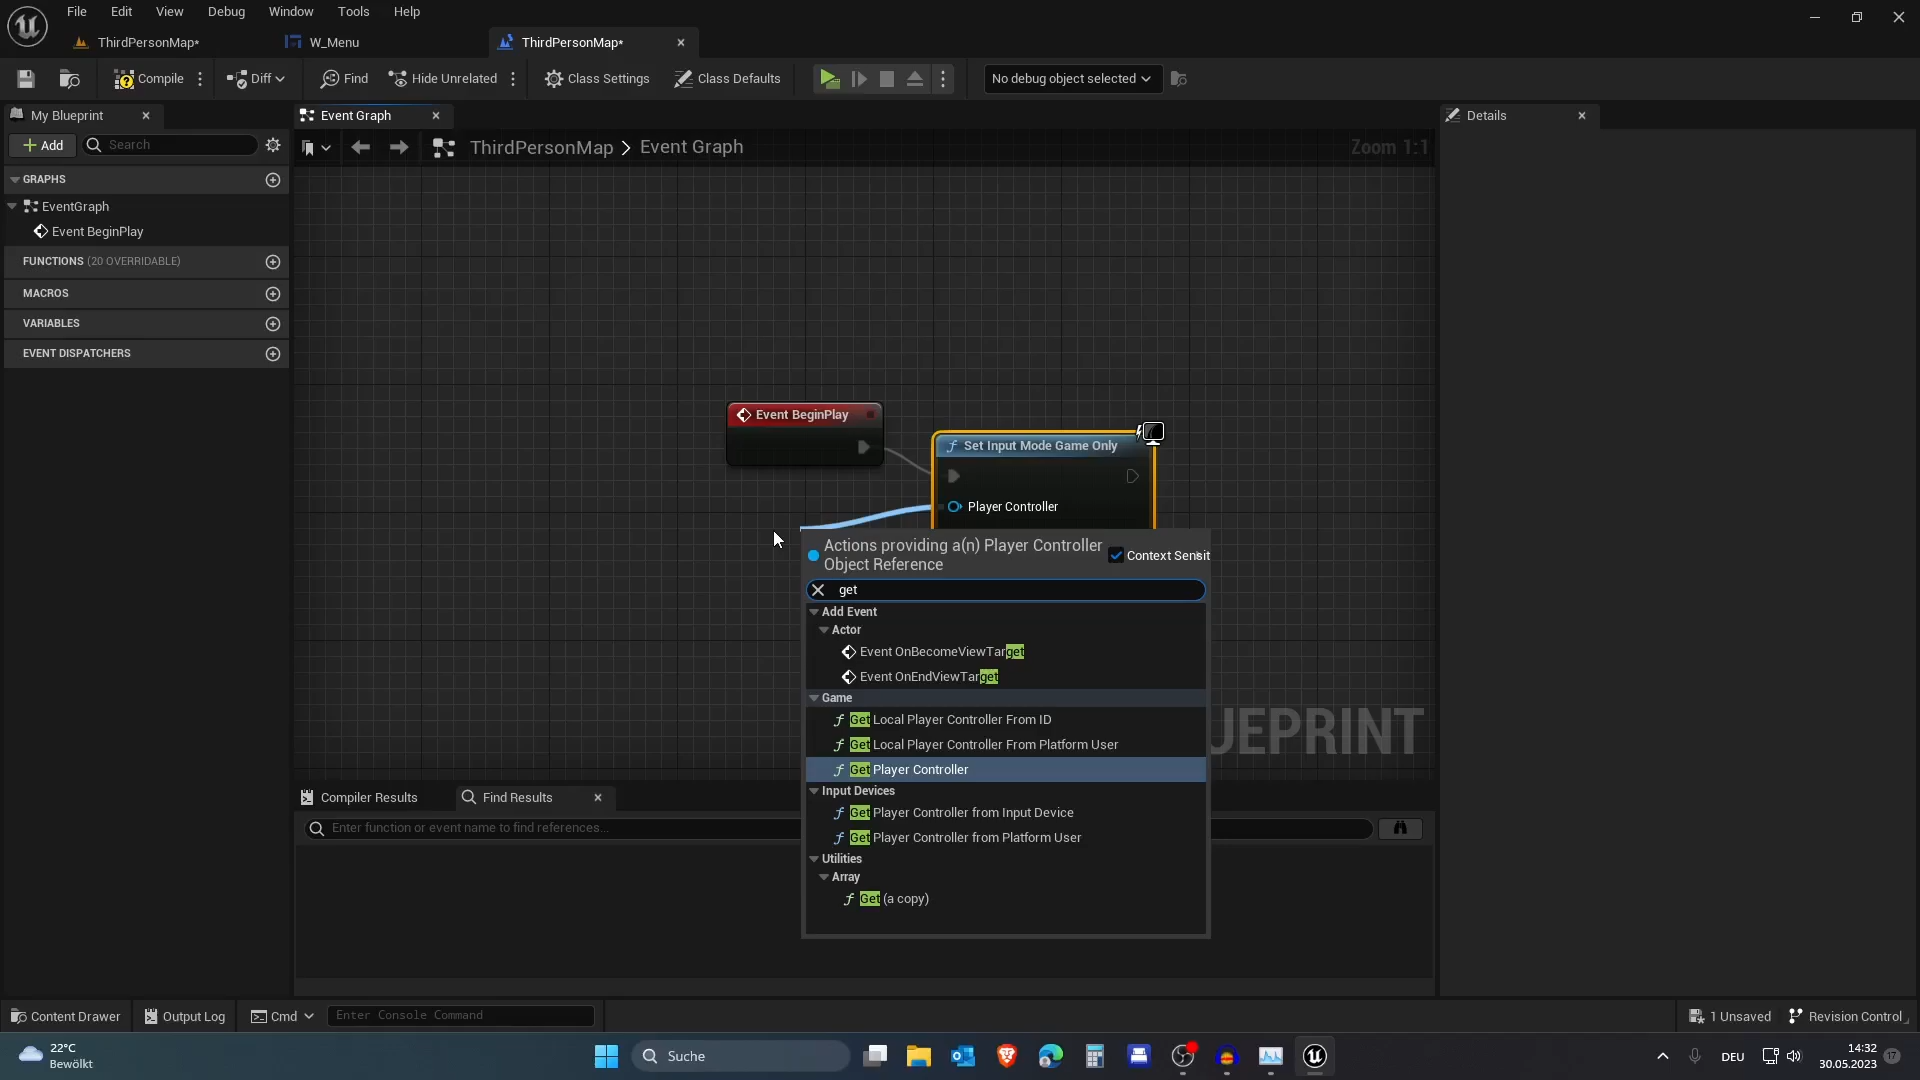 File Edit View Debug Window Tools Help
ThirdPersonMap* W_Menu ThirdPersonMap*
Compile Diff Find Hide Unrelated Class Settings Class Defaults No debug object selected
My Blueprint Event Graph Details
Add Search ThirdPersonMap > Event Graph Zoom 1:1
GRAPHS
EventGraph
Event BeginPlay
FUNCTIONS (20 OVERRIDABLE)
MACROS
VARIABLES
EVENT DISPATCHERS
Event BeginPlay
Set Input Mode Game Only
Player Controller
Actions providing a(n) Player Controller
Object Reference
Context Sensit
get
Add Event
Actor
Event OnBecomeViewTarget
Event OnEndViewTarget
Game
Get Local Player Controller From ID
Get Local Player Controller From Platform User
Get Player Controller
Input Devices
Get Player Controller from Input Device
Get Player Controller from Platform User
Utilities
Array
Get (a copy)
UEPRINT
Compiler Results Find Results
Enter function or event name to find references...
Content Drawer Output Log Cmd Enter Console Command 1 Unsaved Revision Control
22°C
Bewölkt
Suche
DEU
14:32
30.05.2023
17